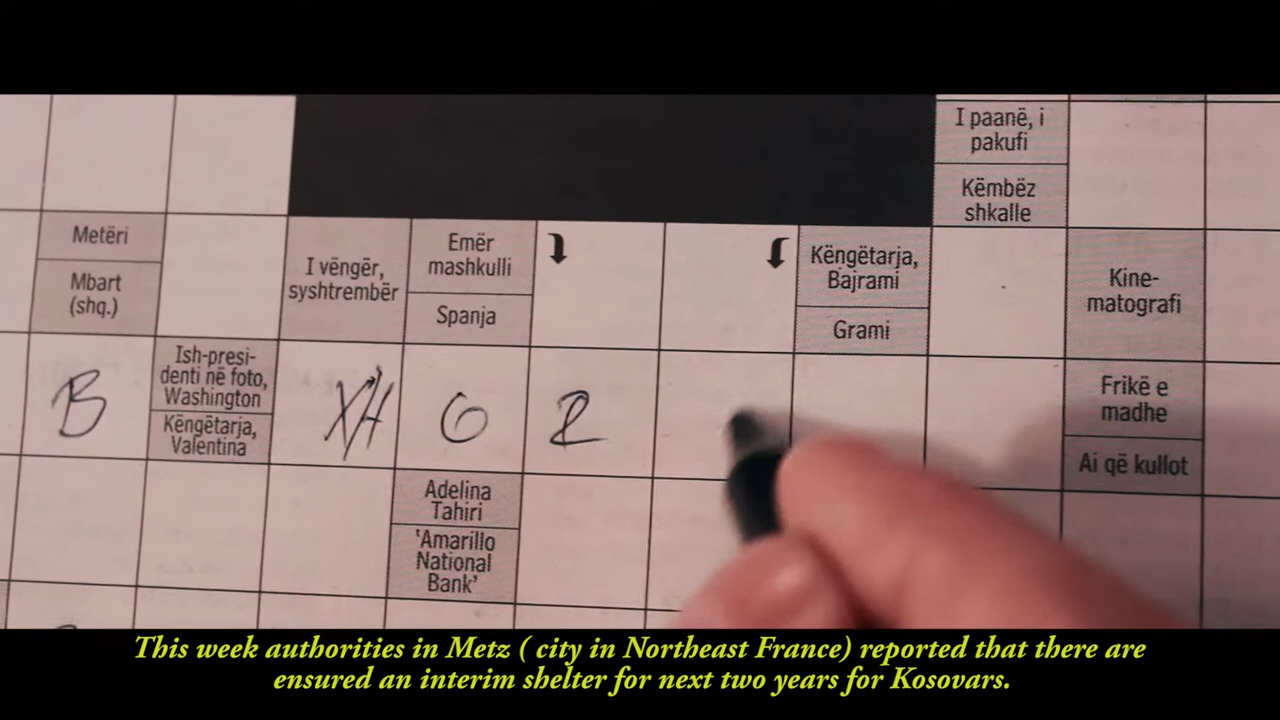 I paanë, i
pakufi
Këmbëz
shkalle
Metëri
Mbart
(shq.)
I vëngër,
syshtrembër
Emër
mashkulli
Spanja
Këngëtarja,
Bajrami
Grami
Kine-
matografi
B
Ish-presi-
denti në foto,
Washington
Këngëtarja,
Valentina
XH
O
R
Frikë e
madhe
Ai që kullot
Adelina
Tahiri
'Amarillo
National
Bank'
This week authorities in Metz ( city in Northeast France) reported that there are
ensured an interim shelter for next two years for Kosovars.